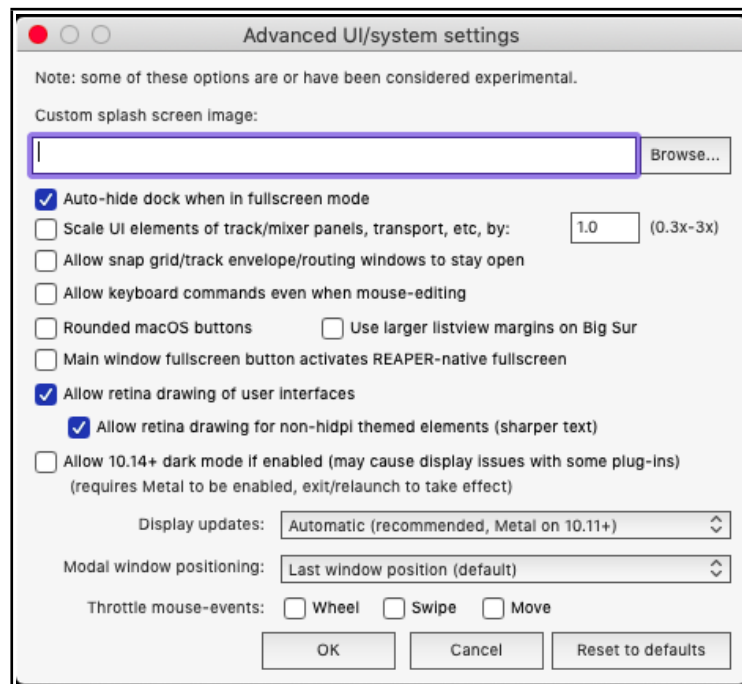 Advanced UI/system settings
Note: some of these options are or have been considered experimental.
Custom splash screen image:
Browse...
Auto-hide dock when in fullscreen mode
Scale UI elements of track/mixer panels, transport, etc, by: 1.0 (0.3x-3x)
Allow snap grid/track envelope/routing windows to stay open
Allow keyboard commands even when mouse-editing
Rounded macOS buttons Use larger listview margins on Big Sur
Main window fullscreen button activates REAPER-native fullscreen
Allow retina drawing of user interfaces
Allow retina drawing for non-hidpi themed elements (sharper text)
Allow 10.14+ dark mode if enabled (may cause display issues with some plug-ins)
(requires Metal to be enabled, exit/relaunch to take effect)
Display updates: Automatic (recommended, Metal on 10.11+)
Modal window positioning: Last window position (default)
Throttle mouse-events: Wheel Swipe Move
OK Cancel Reset to defaults